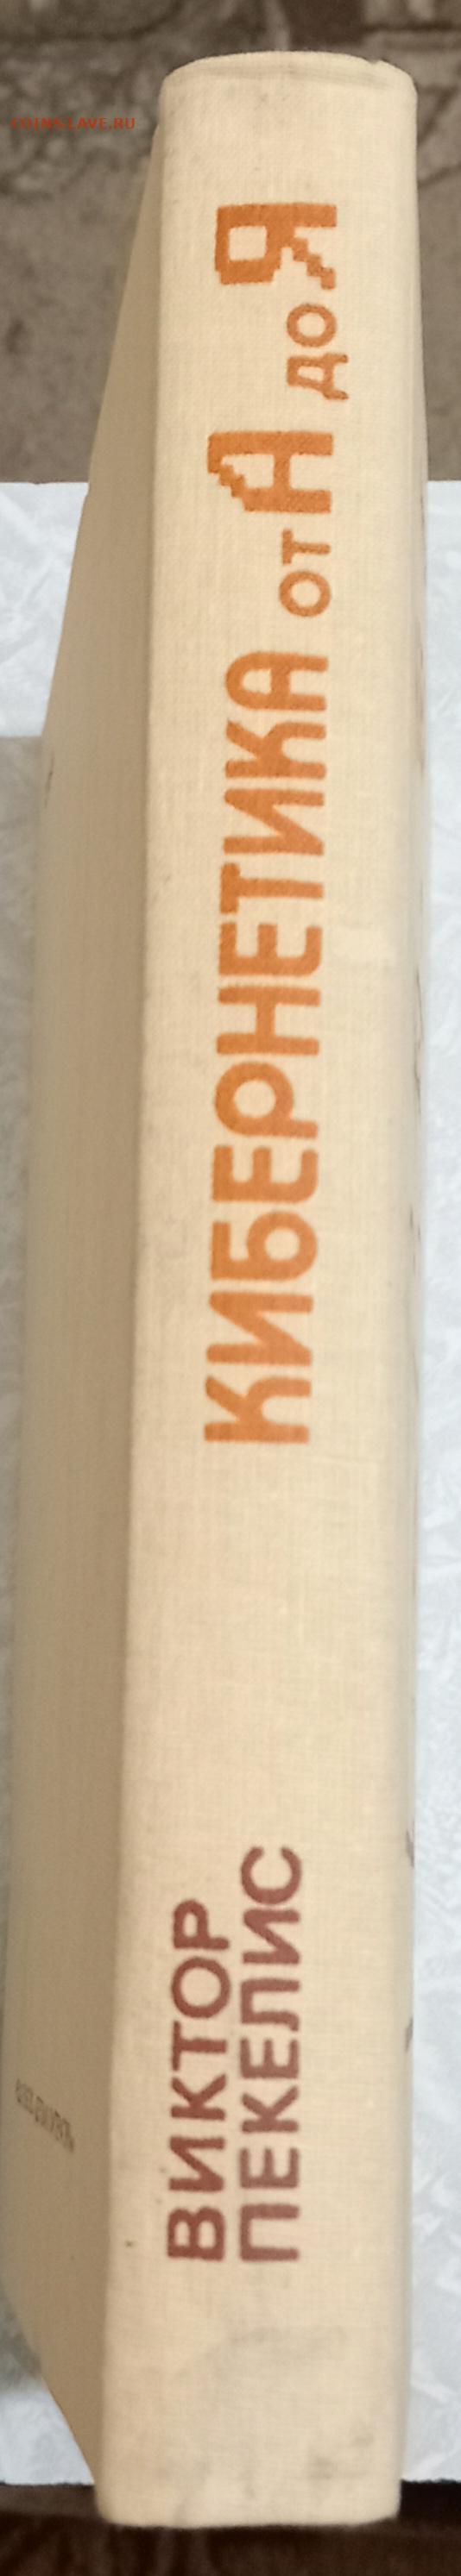 COINS.LAVE.RU
КИБЕРНЕТИКА от А до Я
ВИКТОР
ПЕКЕЛИС